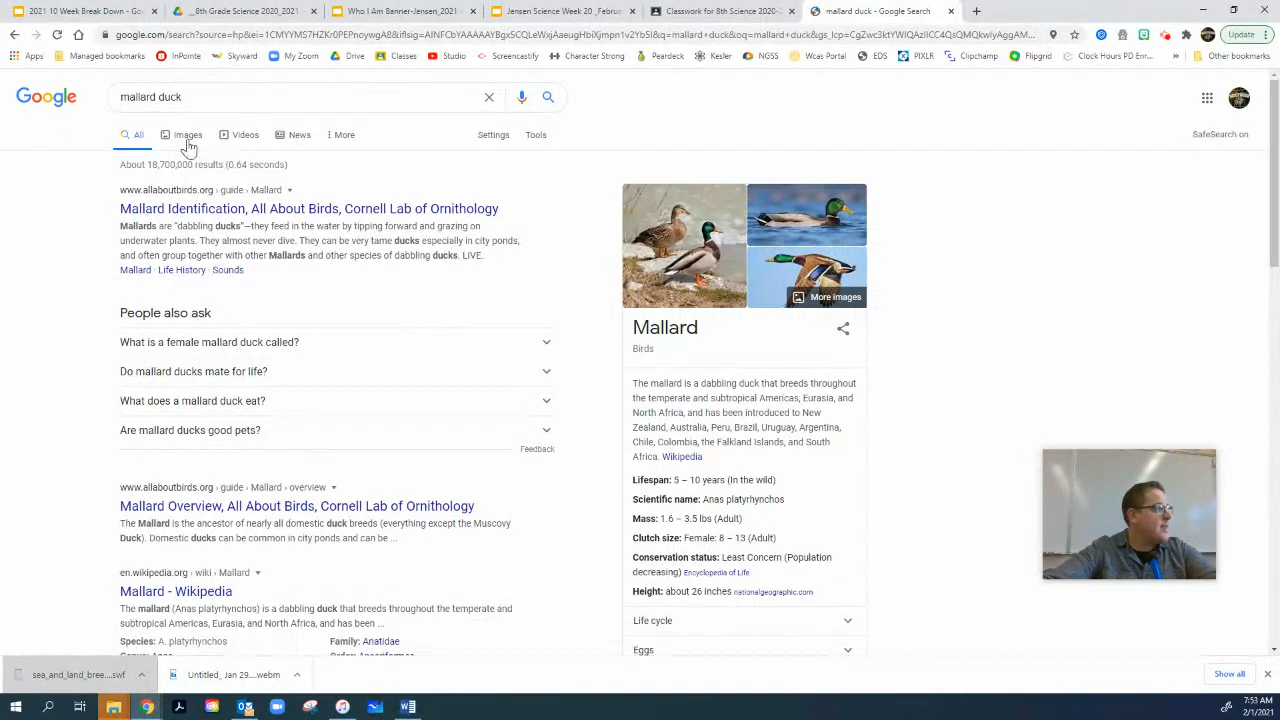 2021 10 Week Break Down - Go
__8th Grade Science 2020_2021 -
Who I Am Banner-Jensen_2021 -
Jensen Science Week 20 _Februa
Classwork for 8th Science 2020-
mallard duck - Google Search
Update
Apps
Managed bookmarks
InPoints
Skyward
My Zoom
Drive
Classes
Studio
Screencastify
Character Strong
Peardeck
Kesler
NGSS
Wcas Portal
EDS
PIXLR
Clipchamp
Flipgrid
Clock Hours PD Enr...
Google
mallard duck
All
Images
Videos
News
More
Settings
Tools
SafeSearch on
About 18,700,000 results (0.64 seconds)
www.allaboutbirds.org › guide › Mallard
Mallard Identification, All About Birds, Cornell Lab of Ornithology
Mallards are "dabbling ducks"—they feed in the water by tipping forward and grazing on
underwater plants. They almost never dive. They can be very tame ducks especially in city ponds,
and often group together with other Mallards and other species of dabbling ducks. LIVE.
Mallard · Life History · Sounds
People also ask
What is a female mallard duck called?
Do mallard ducks mate for life?
What does a mallard duck eat?
Are mallard ducks good pets?
Feedback
www.allaboutbirds.org › guide › Mallard › overview
Mallard Overview, All About Birds, Cornell Lab of Ornithology
The Mallard is the ancestor of nearly all domestic duck breeds (everything except the Muscovy
Duck). Domestic ducks can be common in city ponds and can be ...
en.wikipedia.org › wiki › Mallard
Mallard - Wikipedia
The mallard (Anas platyrhynchos) is a dabbling duck that breeds throughout the temperate and
subtropical Americas, Eurasia, and North Africa, and has been ...
Species: A. platyrhynchos
Family: Anatidae
More images
Mallard
Birds
The mallard is a dabbling duck that breeds throughout
the temperate and subtropical Americas, Eurasia, and
North Africa, and has been introduced to New
Zealand, Australia, Peru, Brazil, Uruguay, Argentina,
Chile, Colombia, the Falkland Islands, and South
Africa. Wikipedia
Lifespan: 5 – 10 years (In the wild)
Scientific name: Anas platyrhynchos
Mass: 1.6 – 3.5 lbs (Adult)
Clutch size: Female: 8 – 13 (Adult)
Conservation status: Least Concern (Population
decreasing) Encyclopedia of Life
Height: about 26 inches nationalgeographic.com
Life cycle
Eggs
sea_and_land_bree....swf
Untitled_ Jan 29....webm
Show all
7:53 AM
2/1/2021